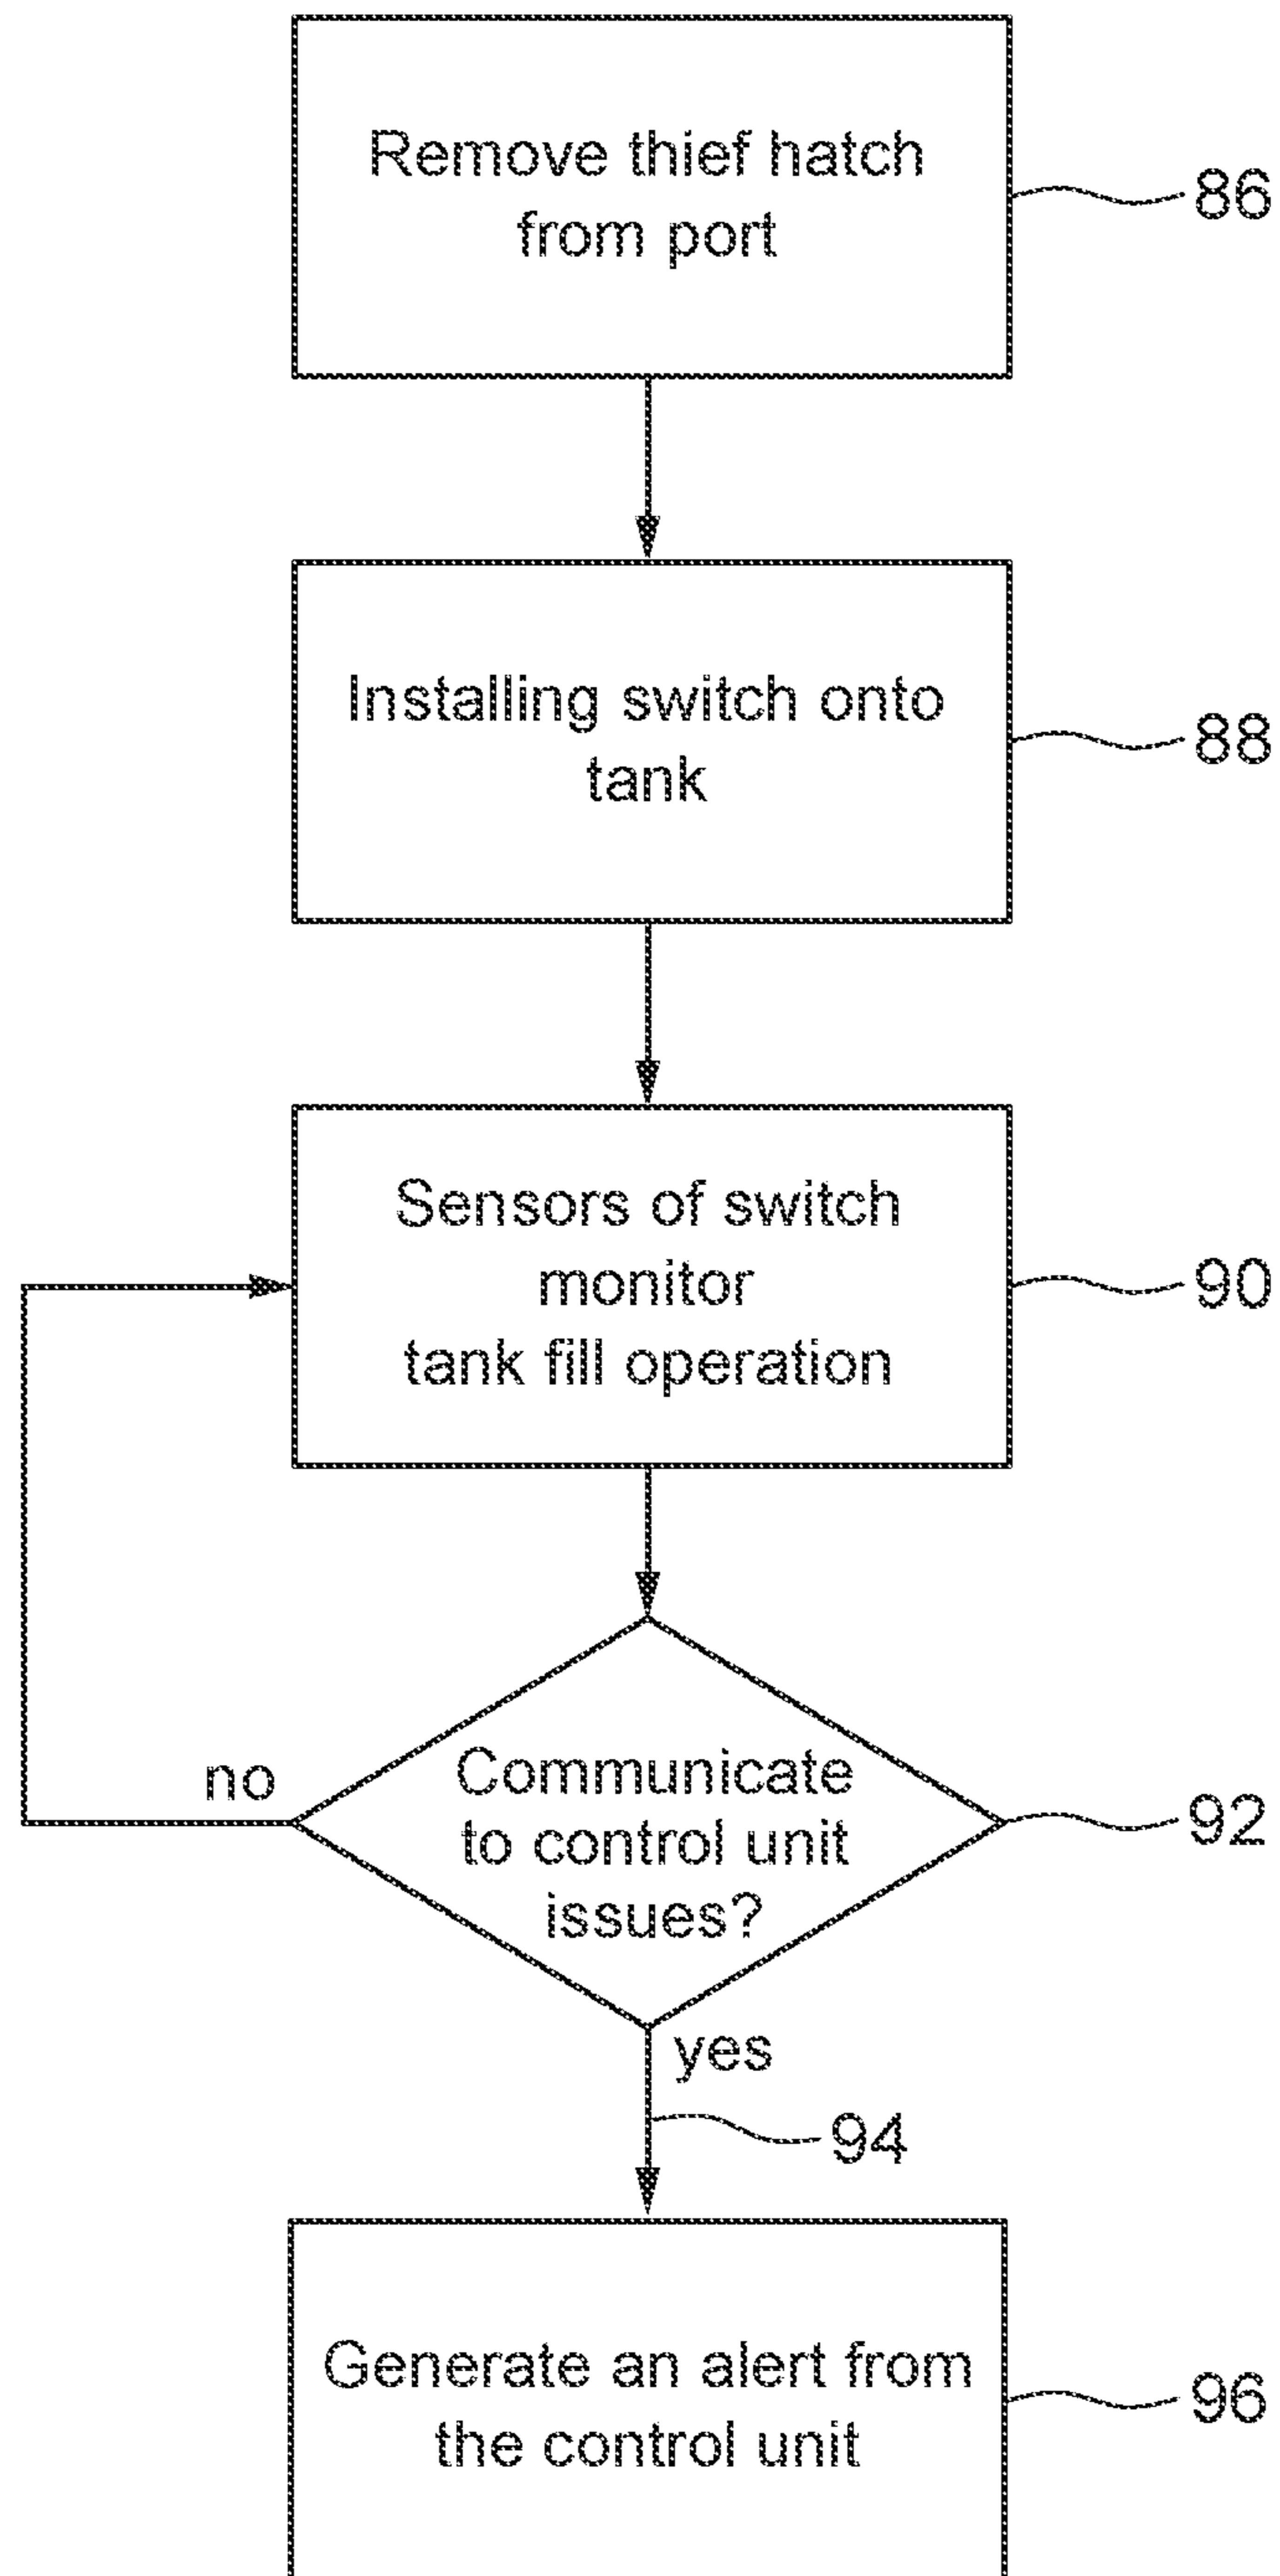 Remove thief hatch
from port
86
Installing switch onto
tank
88
Sensors of switch
monitor
tank fill operation
90
no
Communicate
to control unit
issues?
92
yes
94
Generate an alert from
the control unit
96